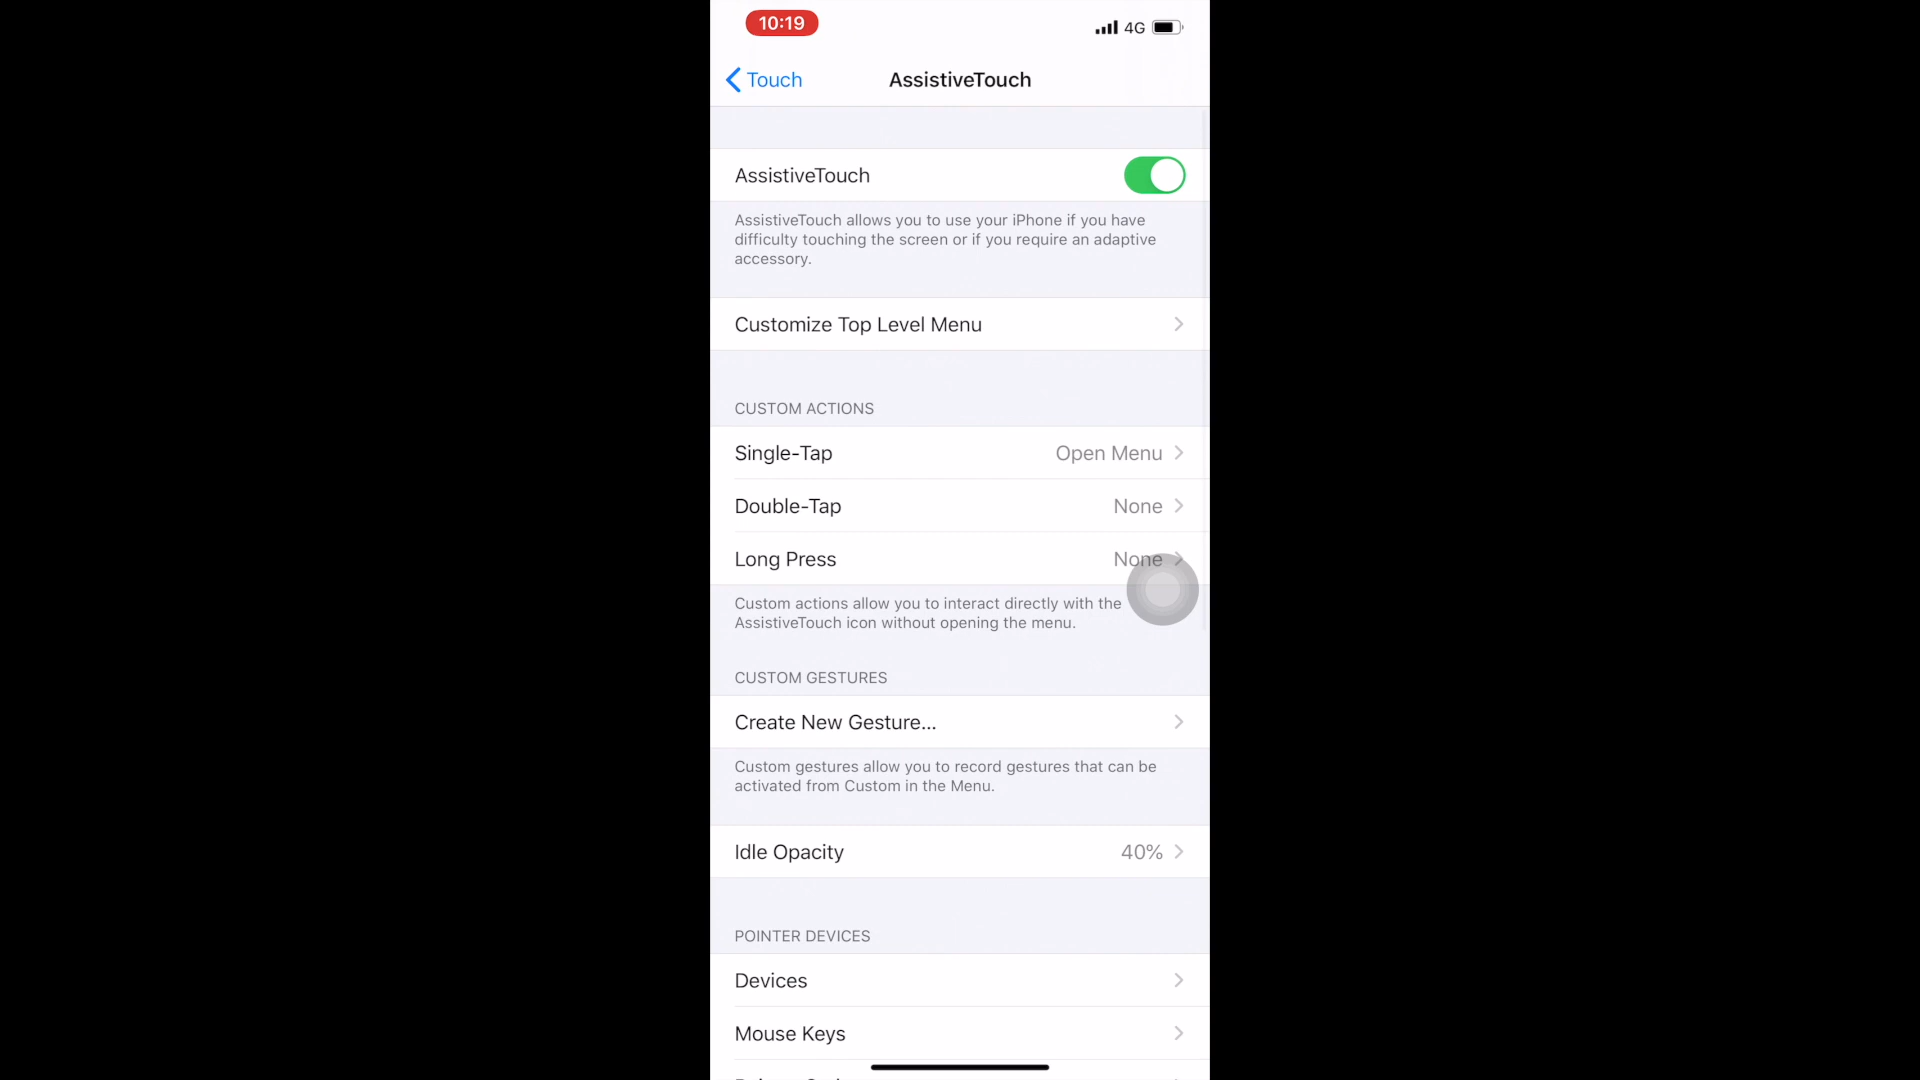 10:19
4G
Touch
AssistiveTouch
AssistiveTouch
AssistiveTouch allows you to use your iPhone if you have
difficulty touching the screen or if you require an adaptive
accessory.
Customize Top Level Menu
CUSTOM ACTIONS
Single-Tap Open Menu
Double-Tap None
Long Press None
Custom actions allow you to interact directly with the
AssistiveTouch icon without opening the menu.
CUSTOM GESTURES
Create New Gesture...
Custom gestures allow you to record gestures that can be
activated from Custom in the Menu.
Idle Opacity 40%
POINTER DEVICES
Devices
Mouse Keys